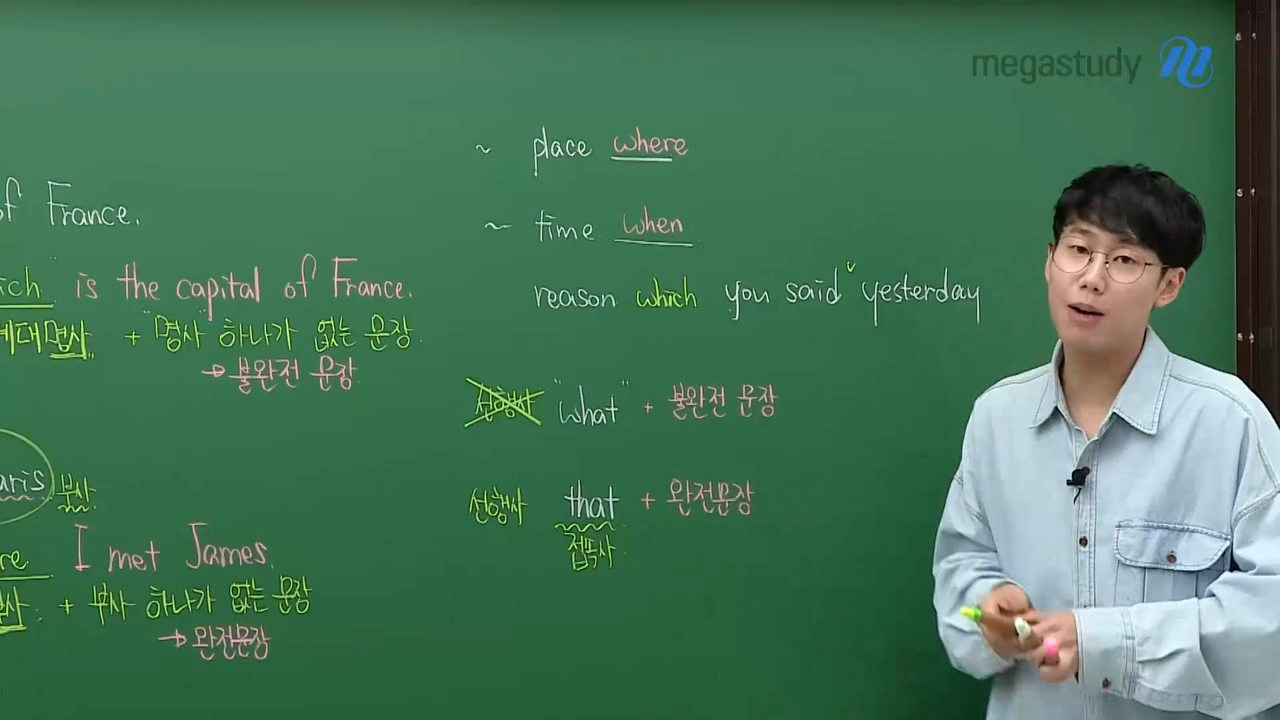 megastudy
of France.
ich" is the capital of France.
계대명사 + "명사" 하나가 없는 문장.
→ 불완전 문장.
aris. 부사.
re I met James.
부사. + 부사 하나가 없는 문장
→ 완전문장
~ place where
~ time when
reason which you said ˅ yesterday
선행사 "what" + 불완전 문장
선행사 that + 완전문장
접속사